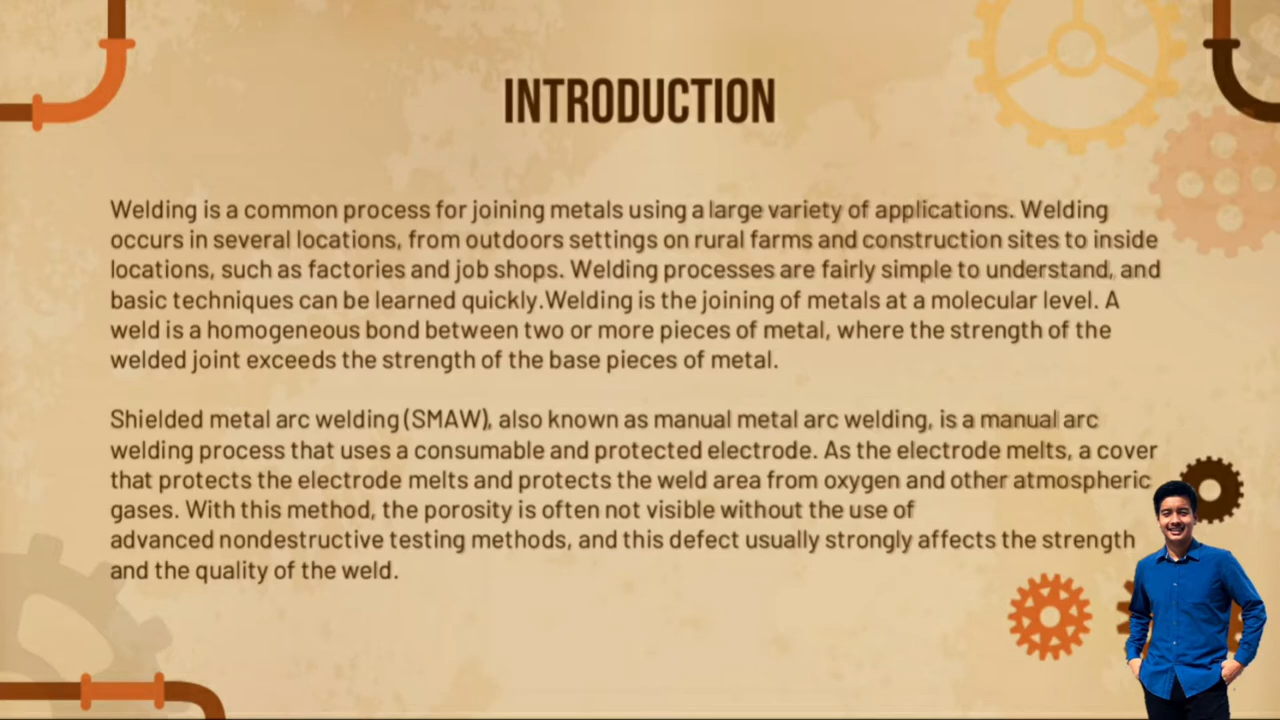 INTRODUCTION
Welding is a common process for joining metals using a large variety of applications. Welding
occurs in several locations, from outdoors settings on rural farms and construction sites to inside
locations, such as factories and job shops. Welding processes are fairly simple to understand, and
basic techniques can be learned quickly.Welding is the joining of metals at a molecular level. A
weld is a homogeneous bond between two or more pieces of metal, where the strength of the
welded joint exceeds the strength of the base pieces of metal.
Shielded metal arc welding (SMAW), also known as manual metal arc welding, is a manual arc
welding process that uses a consumable and protected electrode. As the electrode melts, a cover
that protects the electrode melts and protects the weld area from oxygen and other atmospheric
gases. With this method, the porosity is often not visible without the use of
advanced nondestructive testing methods, and this defect usually strongly affects the strength
and the quality of the weld.